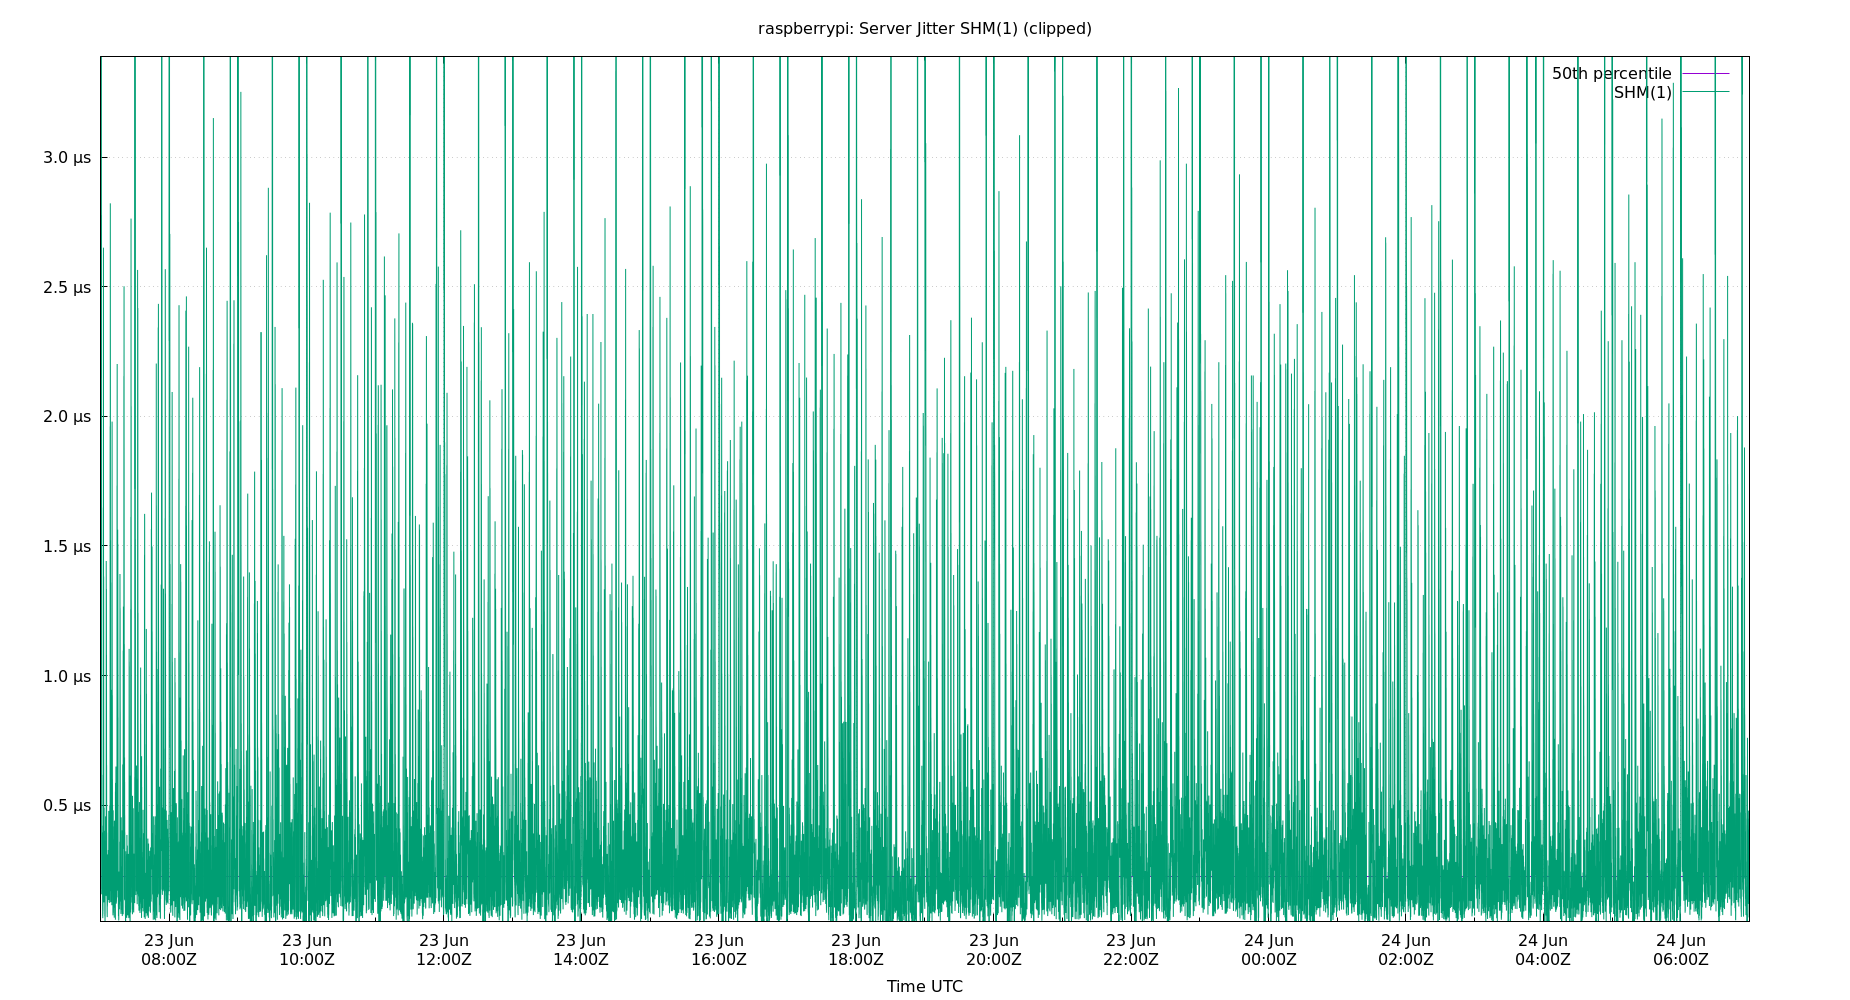 raspberrypi: Server Jitter SHM(1) (clipped)
50th percentile
SHM(1)
3.0 µs
2.5 µs
2.0 µs
1.5 µs
1.0 µs
0.5 µs
23 Jun 23 Jun 23 Jun 23 Jun 23 Jun 23 Jun 23 Jun 23 Jun 24 Jun 24 Jun 24 Jun 24 Jun
08:00Z 10:00Z 12:00Z 14:00Z 16:00Z 18:00Z 20:00Z 22:00Z 00:00Z 02:00Z 04:00Z 06:00Z
Time UTC